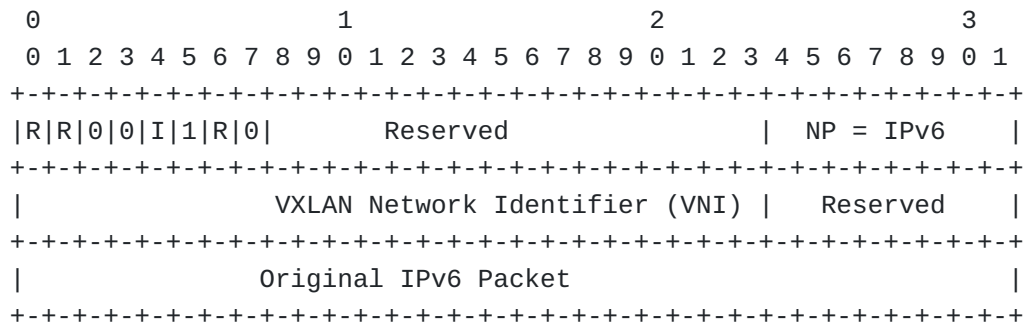 0                   1                   2                   3
0 1 2 3 4 5 6 7 8 9 0 1 2 3 4 5 6 7 8 9 0 1 2 3 4 5 6 7 8 9 0 1
+-+-+-+-+-+-+-+-+-+-+-+-+-+-+-+-+-+-+-+-+-+-+-+-+-+-+-+-+-+-+-+-+
|R|R|0|0|I|1|R|0|       Reserved                |  NP = IPv6    |
+-+-+-+-+-+-+-+-+-+-+-+-+-+-+-+-+-+-+-+-+-+-+-+-+-+-+-+-+-+-+-+-+
|                VXLAN Network Identifier (VNI) |   Reserved    |
+-+-+-+-+-+-+-+-+-+-+-+-+-+-+-+-+-+-+-+-+-+-+-+-+-+-+-+-+-+-+-+-+
|               Original IPv6 Packet                            |
+-+-+-+-+-+-+-+-+-+-+-+-+-+-+-+-+-+-+-+-+-+-+-+-+-+-+-+-+-+-+-+-+